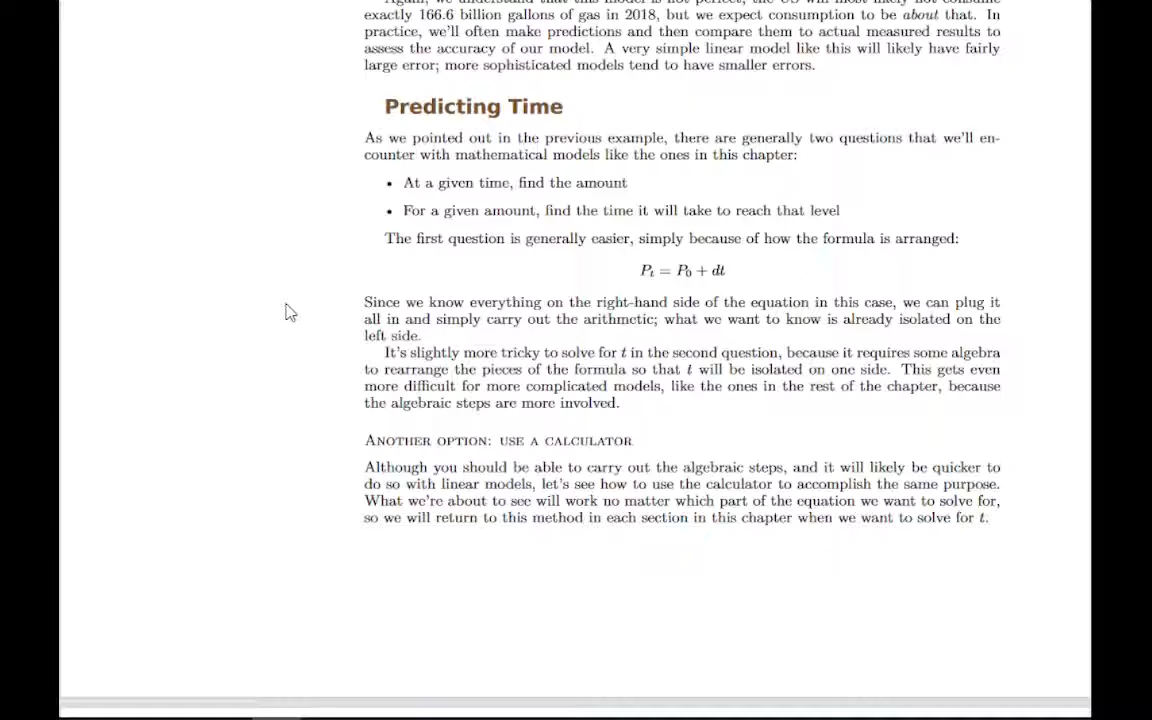 exactly 166.6 billion gallons of gas in 2018, but we expect consumption to be about that. In
practice, we'll often make predictions and then compare them to actual measured results to
assess the accuracy of our model. A very simple linear model like this will likely have fairly
large error; more sophisticated models tend to have smaller errors.
Predicting Time
As we pointed out in the previous example, there are generally two questions that we'll en-
counter with mathematical models like the ones in this chapter:
• At a given time, find the amount
• For a given amount, find the time it will take to reach that level
The first question is generally easier, simply because of how the formula is arranged:
Pt = P0 + dt
Since we know everything on the right-hand side of the equation in this case, we can plug it
all in and simply carry out the arithmetic; what we want to know is already isolated on the
left side.
It's slightly more tricky to solve for t in the second question, because it requires some algebra
to rearrange the pieces of the formula so that t will be isolated on one side. This gets even
more difficult for more complicated models, like the ones in the rest of the chapter, because
the algebraic steps are more involved.
ANOTHER OPTION: USE A CALCULATOR
Although you should be able to carry out the algebraic steps, and it will likely be quicker to
do so with linear models, let's see how to use the calculator to accomplish the same purpose.
What we're about to see will work no matter which part of the equation we want to solve for,
so we will return to this method in each section in this chapter when we want to solve for t.